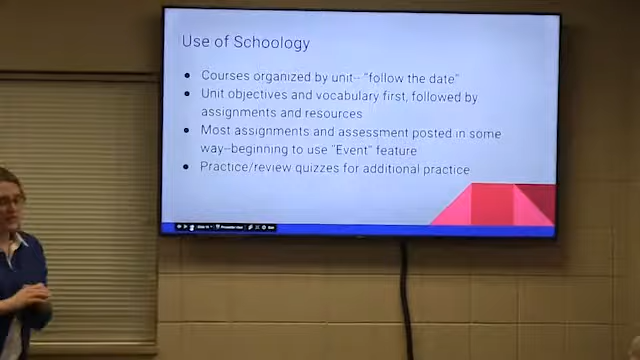 Use of Schoology
● Courses organized by unit-- "follow the date"
● Unit objectives and vocabulary first, followed by
assignments and resources
● Most assignments and assessment posted in some
way--beginning to use "Event" feature
● Practice/review quizzes for additional practice